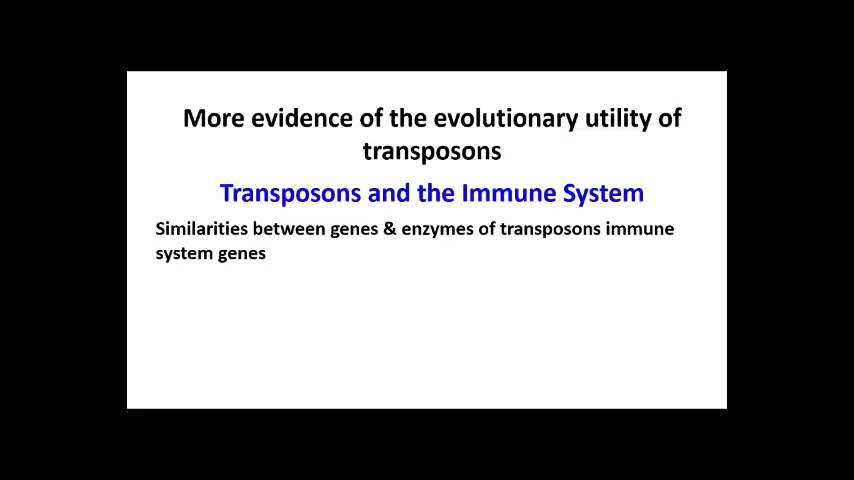 More evidence of the evolutionary utility of
transposons
Transposons and the Immune System
Similarities between genes & enzymes of transposons immune
system genes